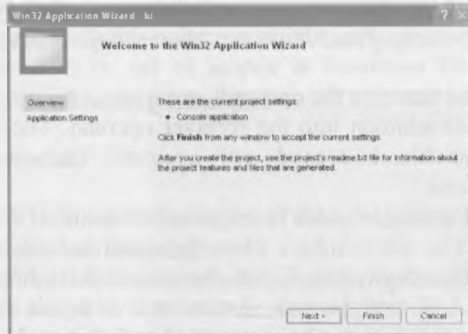 Win32 Application Wizard - ki
Welcome to the Win32 Application Wizard
Overview
Application Settings
These are the current project settings:
• Console application
Click Finish from any window to accept the current settings.
After you create the project, see the project's readme.txt file for information about
the project features and files that are generated.
Next >
Finish
Cancel